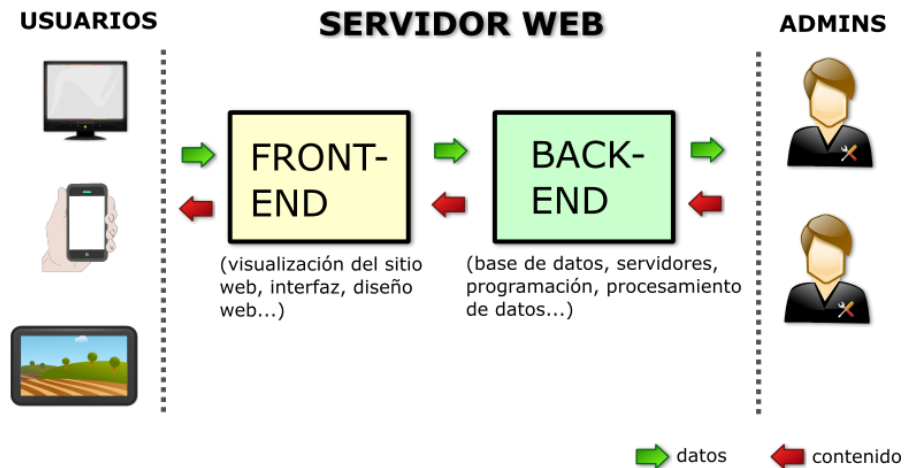 USUARIOS
SERVIDOR WEB
ADMINS
FRONT-
END
BACK-
END
(visualización del sitio
web, interfaz, diseño
web...)
(base de datos, servidores,
programación, procesamiento
de datos...)
datos
contenido